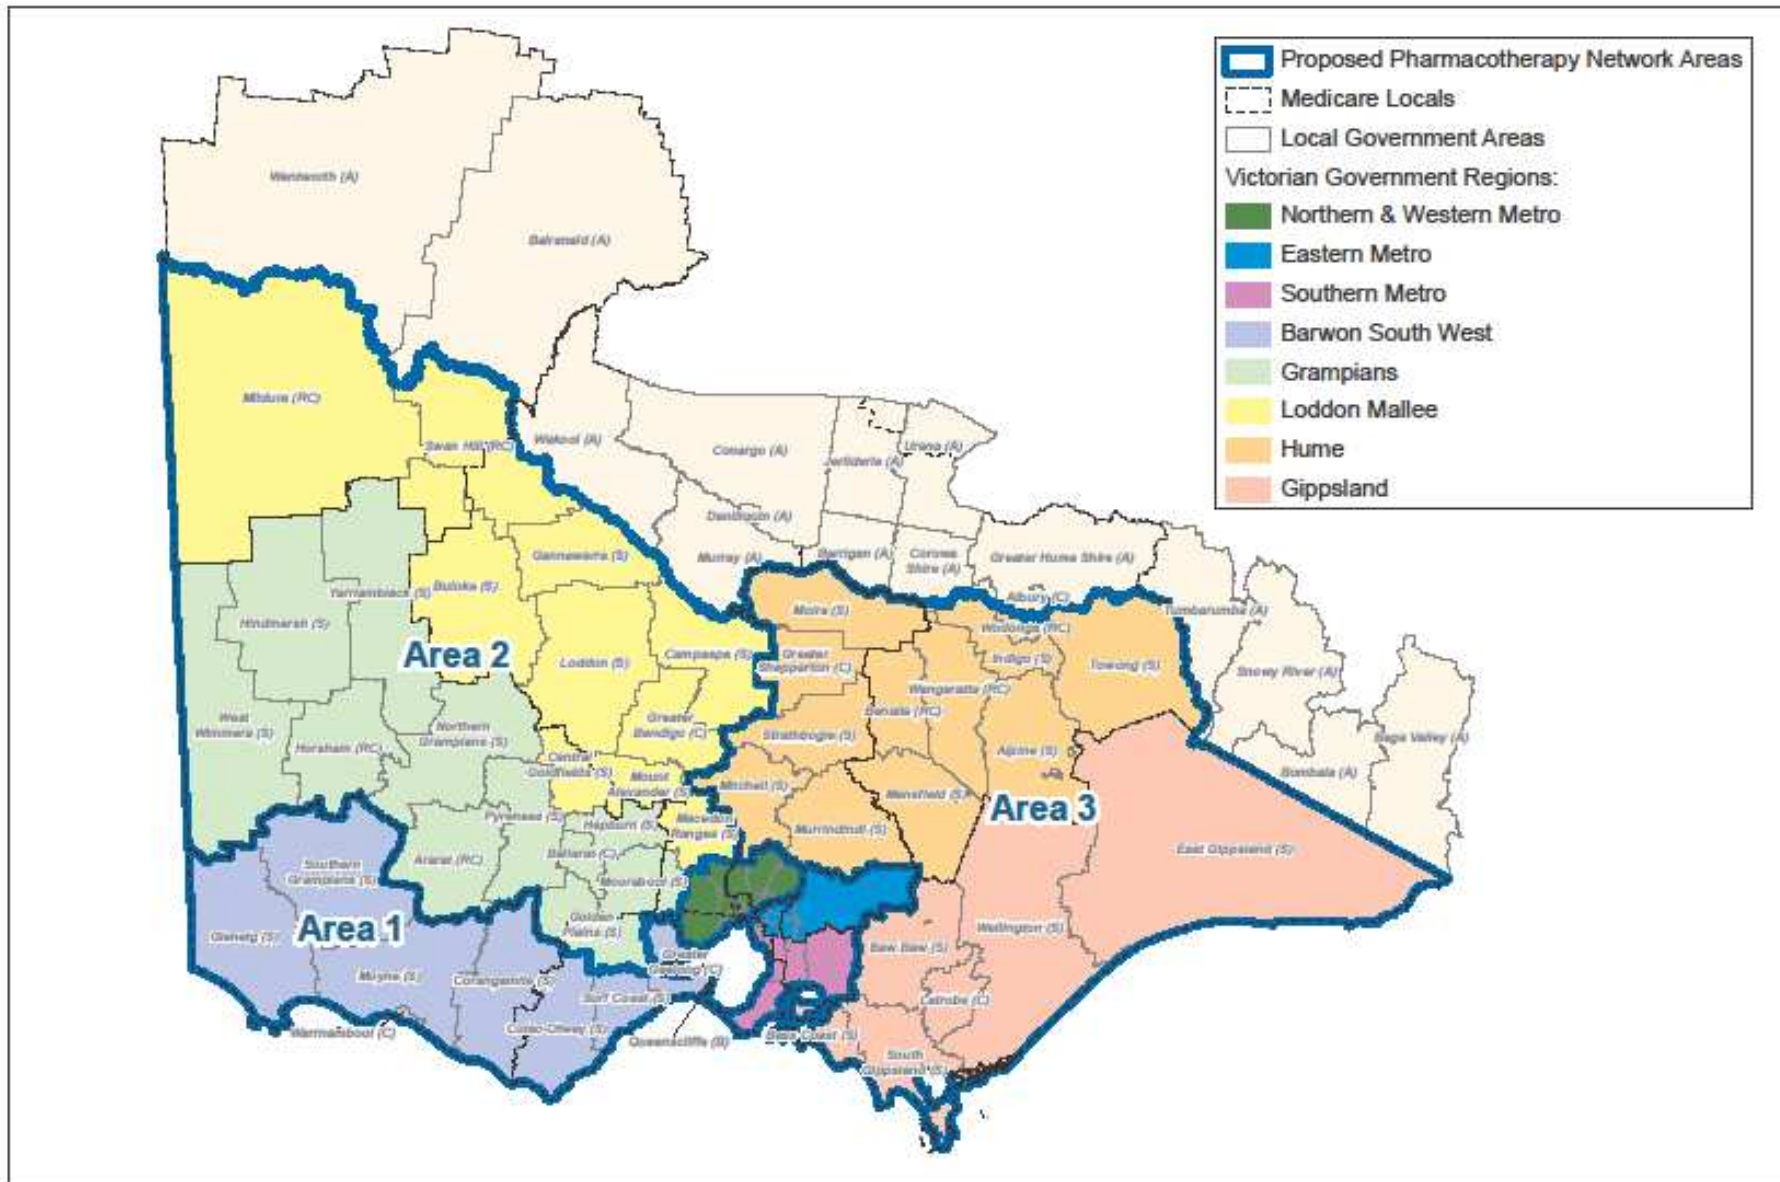 Proposed Pharmacotherapy Network Areas
Medicare Locals
Local Government Areas
Victorian Government Regions:
Northern & Western Metro
Eastern Metro
Southern Metro
Barwon South West
Grampians
Loddon Mallee
Hume
Gippsland
Wentworth (A)
Balranald (A)
Mildura (RC)
Swan Hill (RC)
Wakool (A)
Conargo (A)
Jerilderie (A)
Urana (A)
Deniliquin (A)
Murray (A)
Berrigan (A)
Corowa
Shire (A)
Greater Hume Shire (A)
Albury (C)
Tumbarumba (A)
Snowy River (A)
Bega Valley (A)
Bombala (A)
Gannawarra (S)
Buloke (S)
Yarriambiack (S)
Hindmarsh (S)
Area 2
Loddon (S)
Campaspe (S)
Moira (S)
Greater
Shepparton (C)
Wodonga (RC)
Indigo (S)
Towong (S)
Wangaratta (RC)
Benalla (RC)
West
Wimmera (S)
Horsham (RC)
Northern
Grampians (S)
Greater
Bendigo (C)
Strathbogie (S)
Alpine (S)
Central
Goldfields (S)
Mount
Alexander (S)
Mitchell (S)
Mansfield (S)
Area 3
Pyrenees (S)
Hepburn (S)
Macedon
Ranges (S)
Murrindindi (S)
East Gippsland (S)
Southern
Grampians (S)
Ararat (RC)
Ballarat (C)
Moorabool (S)
Area 1
Glenelg (S)
Golden
Plains (S)
Wellington (S)
Baw Baw (S)
Moyne (S)
Corangamite (S)
Greater
Geelong (C)
Surf Coast (S)
Latrobe (C)
Warrnambool (C)
Colac-Otway (S)
Queenscliffe (B)
Bass Coast (S)
South
Gippsland (S)